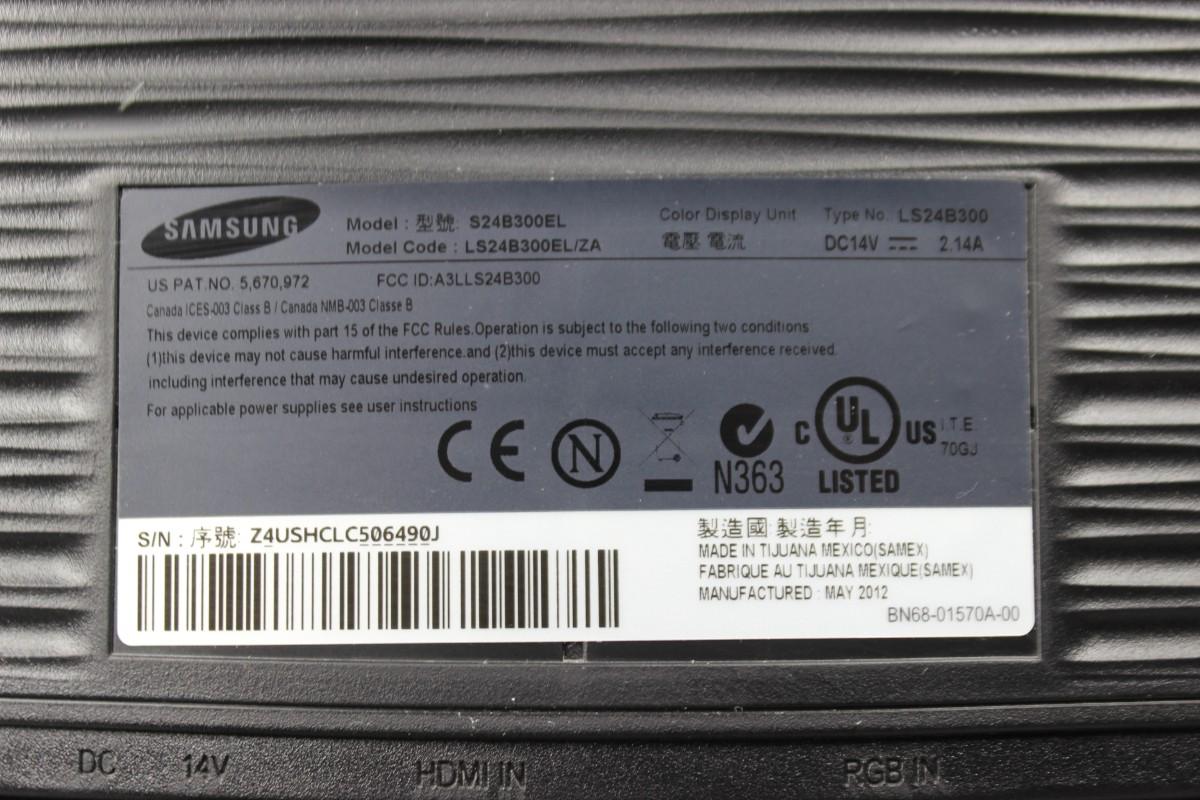 SAMSUNG
Model : 型號: S24B300EL
Model Code : LS24B300EL/ZA
Color Display Unit
電壓 電流
Type No. LS24B300
DC14V ⎓ 2.14A
US PAT.NO. 5,670,972 FCC ID:A3LLS24B300
Canada ICES-003 Class B / Canada NMB-003 Classe B
This device complies with part 15 of the FCC Rules.Operation is subject to the following two conditions
(1)this device may not cause harmful interference.and (2)this device must accept any interference received.
including interference that may cause undesired operation.
For applicable power supplies see user instructions
CE N N363 C UL US LISTED
I.T.E.
70GJ
S/N : 序號: Z4USHCLC506490J
製造國: 製造年月:
MADE IN TIJUANA MEXICO(SAMEX)
FABRIQUE AU TIJUANA MEXIQUE(SAMEX)
MANUFACTURED : MAY 2012
BN68-01570A-00
DC 14V HDMI IN RGB IN